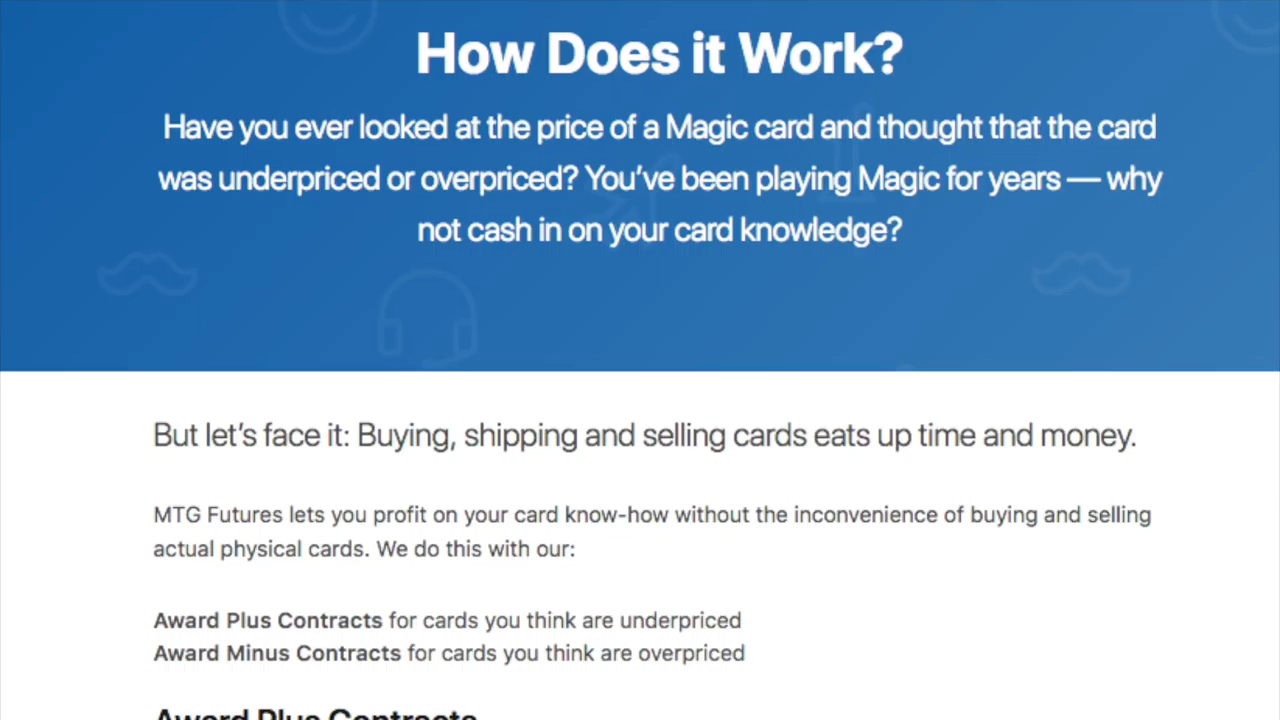 How Does it Work?
Have you ever looked at the price of a Magic card and thought that the card
was underpriced or overpriced? You’ve been playing Magic for years — why
not cash in on your card knowledge?
But let’s face it: Buying, shipping and selling cards eats up time and money.
MTG Futures lets you profit on your card know-how without the inconvenience of buying and selling
actual physical cards. We do this with our:
Award Plus Contracts for cards you think are underpriced
Award Minus Contracts for cards you think are overpriced
Award Plus Contracts